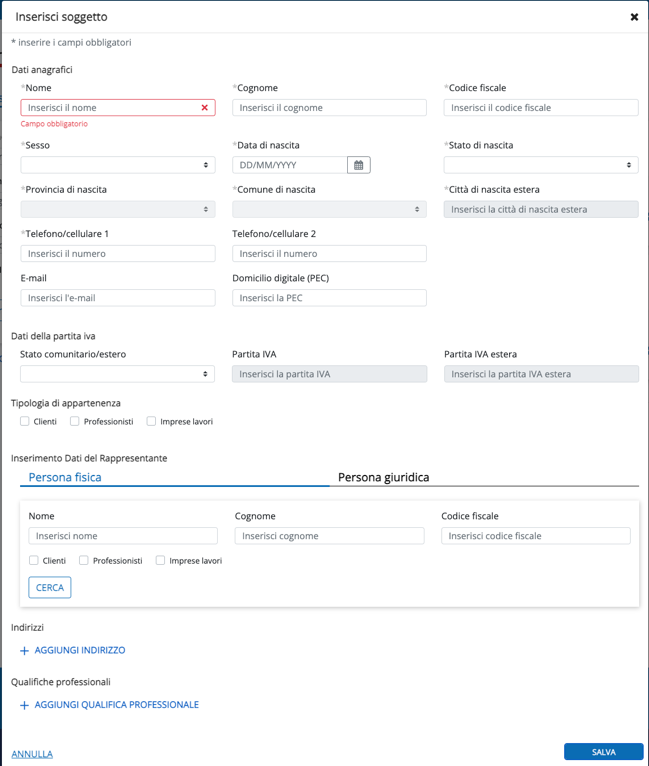 Inserisci soggetto
* inserire i campi obbligatori
Dati anagrafici
*Nome *Cognome *Codice fiscale
Inserisci il nome Inserisci il cognome Inserisci il codice fiscale
Campo obbligatorio
*Sesso *Data di nascita *Stato di nascita
DD/MM/YYYY
*Provincia di nascita *Comune di nascita *Città di nascita estera
Inserisci la città di nascita estera
*Telefono/cellulare 1 Telefono/cellulare 2
Inserisci il numero Inserisci il numero
E-mail Domicilio digitale (PEC)
Inserisci l'e-mail Inserisci la PEC
Dati della partita iva
Stato comunitario/estero Partita IVA Partita IVA estera
Inserisci la partita IVA Inserisci la partita IVA estera
Tipologia di appartenenza
Clienti Professionisti Imprese lavori
Inserimento Dati del Rappresentante
Persona fisica Persona giuridica
Nome Cognome Codice fiscale
Inserisci nome Inserisci cognome Inserisci codice fiscale
Clienti Professionisti Imprese lavori
CERCA
Indirizzi
+ AGGIUNGI INDIRIZZO
Qualifiche professionali
+ AGGIUNGI QUALIFICA PROFESSIONALE
ANNULLA SALVA